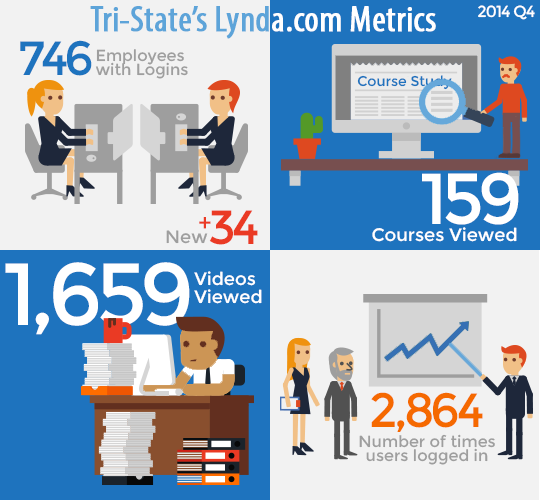 Tri-State's Lynda.com Metrics
2014 Q4
746 Employees
with Logins
New +34
Course Study
159
Courses Viewed
1,659 Videos
Viewed
2,864
Number of times
users logged in